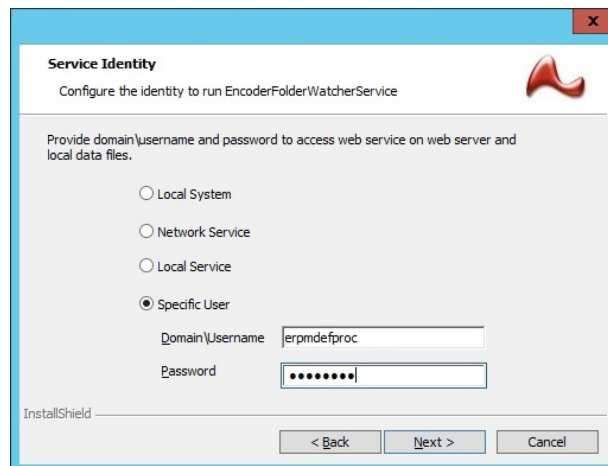 x
Service Identity
Configure the identity to run EncoderFolderWatcherService
Provide domain\username and password to access web service on web server and
local data files.
Local System
Network Service
Local Service
Specific User
Domain\Username erpmdefproc
Password ●●●●●●●●
InstallShield
< Back Next > Cancel